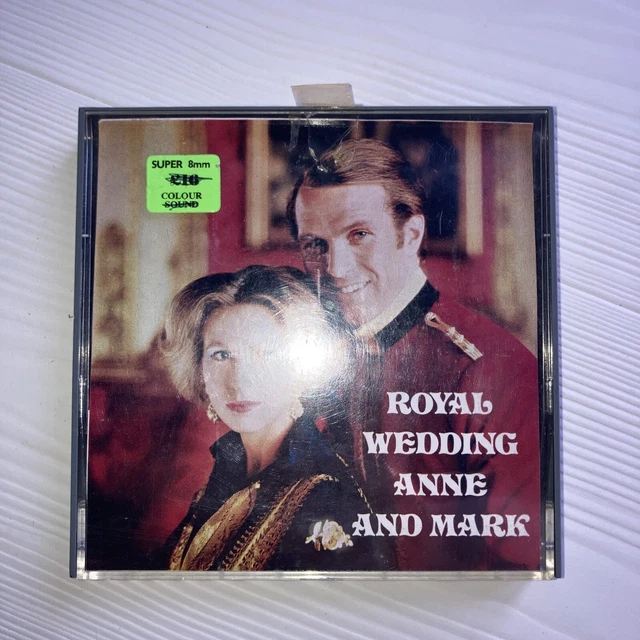 SUPER 8mm
£10
COLOUR
SOUND
ROYAL
WEDDING
ANNE
AND MARK